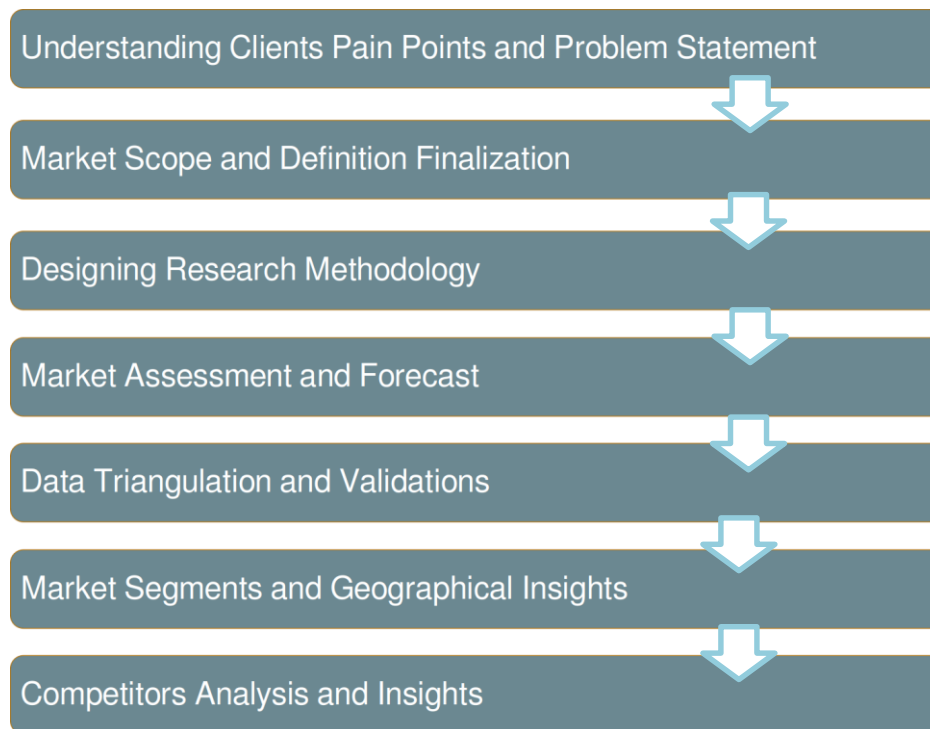 Understanding Clients Pain Points and Problem Statement
Market Scope and Definition Finalization
Designing Research Methodology
Market Assessment and Forecast
Data Triangulation and Validations
Market Segments and Geographical Insights
Competitors Analysis and Insights